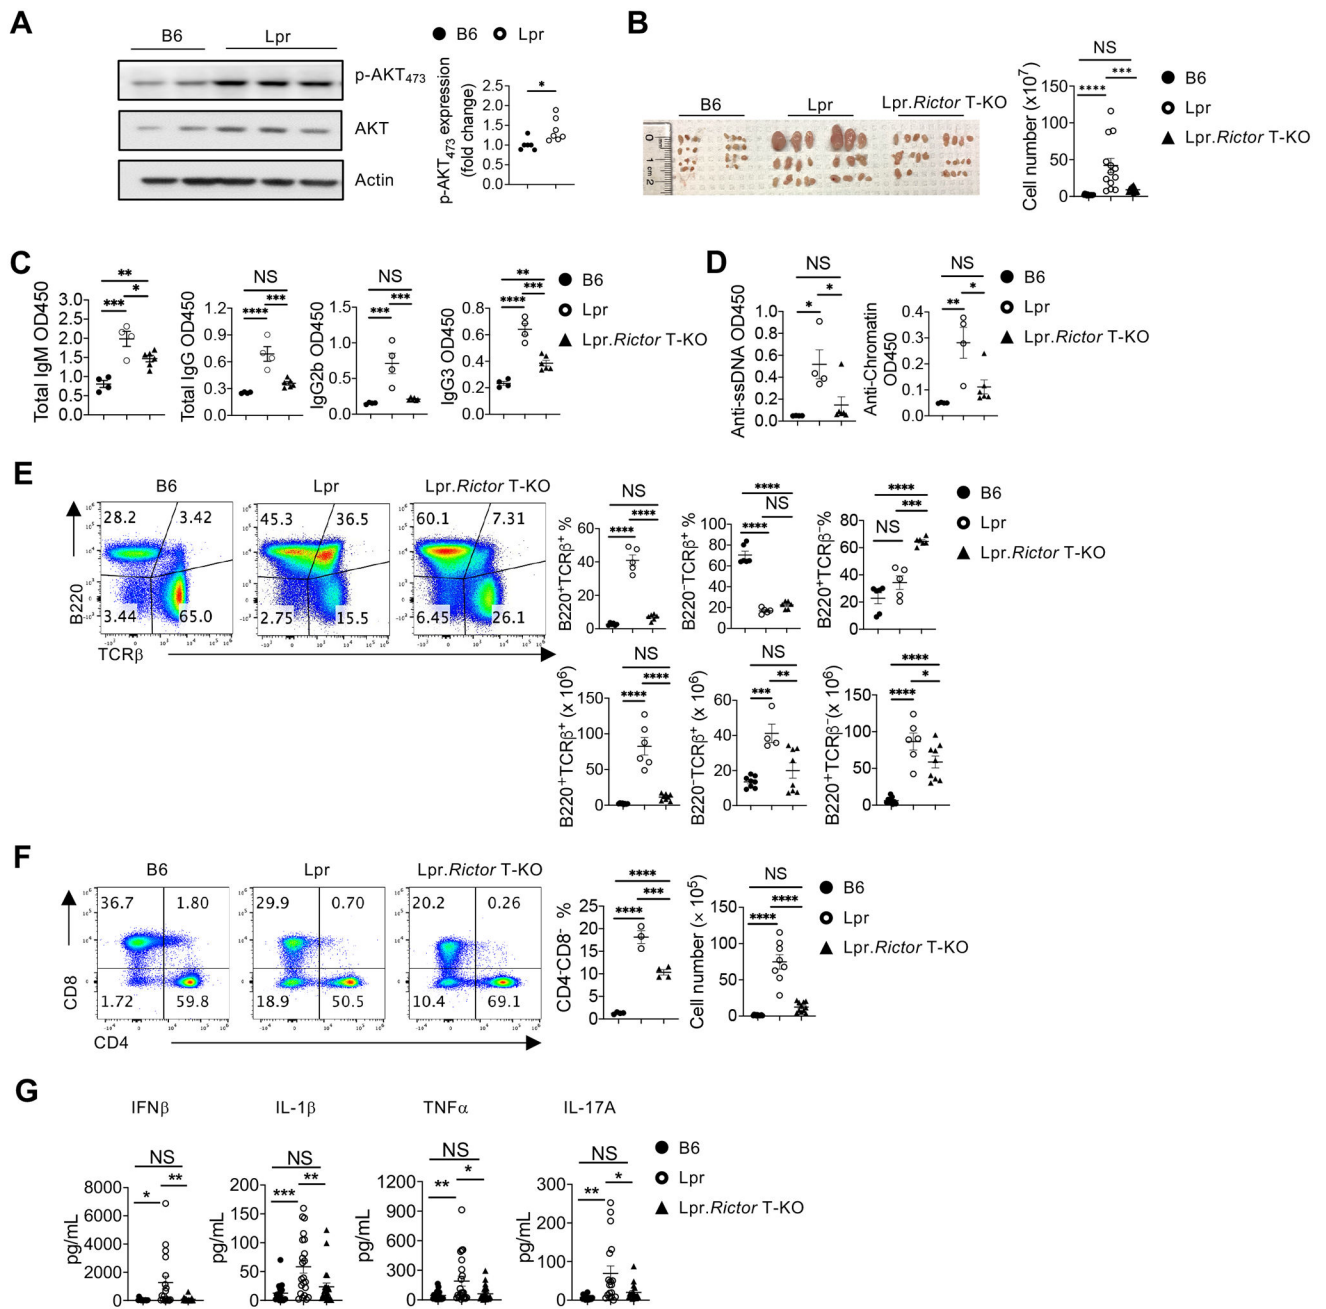 A
B6
Lpr
p-AKT473
AKT
Actin
B6 Lpr
p-AKT473 expression
(fold change)
2.5
2.0
1.5
1.0
0.5
0.0
*
B
B6
Lpr
Lpr.Rictor T-KO
0
1
cm
2
NS
***
****
Cell number (x10⁷)
150
100
50
0
B6
Lpr
Lpr.Rictor T-KO
C
**
*
***
Total IgM OD450
3.0
2.5
2.0
1.5
1.0
0.5
0.0
NS
***
****
Total IgG OD450
1.2
0.9
0.6
0.3
0.0
NS
***
***
IgG2b OD450
1.5
1.0
0.5
0.0
**
***
****
IgG3 OD450
0.8
0.6
0.4
0.2
0.0
B6
Lpr
Lpr.Rictor T-KO
D
NS
*
*
Anti-ssDNA OD450
1.0
0.8
0.6
0.4
0.2
0.0
NS
*
**
Anti-Chromatin
OD450
0.4
0.3
0.2
0.1
0.0
B6
Lpr
Lpr.Rictor T-KO
E
B6
Lpr
Lpr.Rictor T-KO
28.2 3.42
3.44 65.0
45.3 36.5
2.75 15.5
60.1 7.31
6.45 26.1
B220
TCRβ
NS
****
****
B220⁺TCRβ⁺ %
60
40
20
0
****
NS
****
B220⁻TCRβ⁺ %
100
80
60
40
20
0
****
***
NS
B220⁺TCRβ⁻%
80
60
40
20
0
B6
Lpr
Lpr.Rictor T-KO
NS
****
****
B220⁺TCRβ⁺ (x 10⁶)
150
100
50
0
NS
**
***
B220⁻TCRβ⁺ (x 10⁶)
60
40
20
0
****
*
****
B220⁺TCRβ⁻(x 10⁶)
150
100
50
0
F
B6
Lpr
Lpr.Rictor T-KO
36.7 1.80
1.72 59.8
29.9 0.70
18.9 50.5
20.2 0.26
10.4 69.1
CD8
CD4
****
***
****
CD4⁻CD8⁻ %
25
20
15
10
5
0
NS
****
****
Cell number (× 10⁵)
150
100
50
0
B6
Lpr
Lpr.Rictor T-KO
G
IFNβ
NS
**
*
pg/mL
8000
6000
4000
2000
0
IL-1β
NS
**
***
pg/mL
200
150
100
50
0
TNFα
NS
*
**
pg/mL
1200
900
600
300
0
IL-17A
NS
*
**
pg/mL
300
200
100
0
B6
Lpr
Lpr.Rictor T-KO